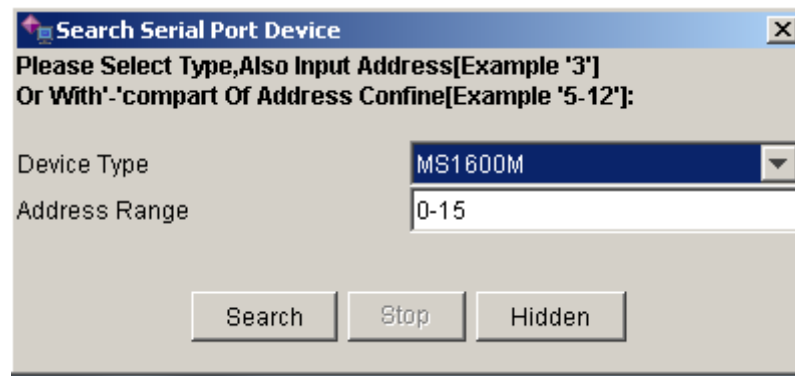 Search Serial Port Device
Please Select Type,Also Input Address[Example '3']
Or With'-'compart Of Address Confine[Example '5-12']:
Device Type MS1600M
Address Range 0-15
Search Stop Hidden